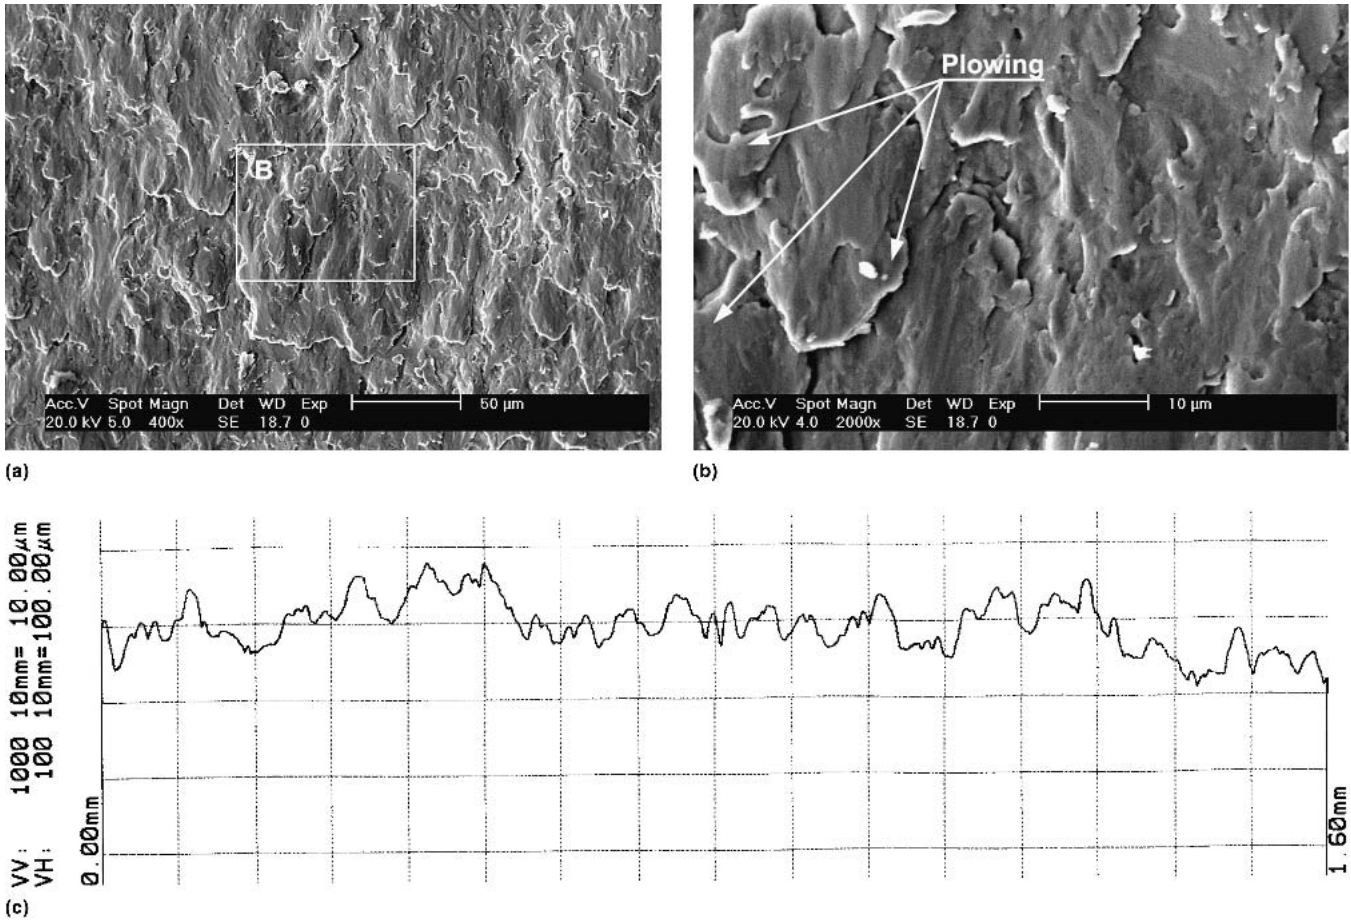 B
Acc.V Spot Magn Det WD Exp 50 µm
20.0 kV 5.0 400x SE 18.7 0
(a)
Plowing
Acc.V Spot Magn Det WD Exp 10 µm
20.0 kV 4.0 2000x SE 18.7 0
(b)
VV: 1000 10mm= 10.00µm
VH: 100 10mm=100.00µm
0.00mm
1.60mm
(c)